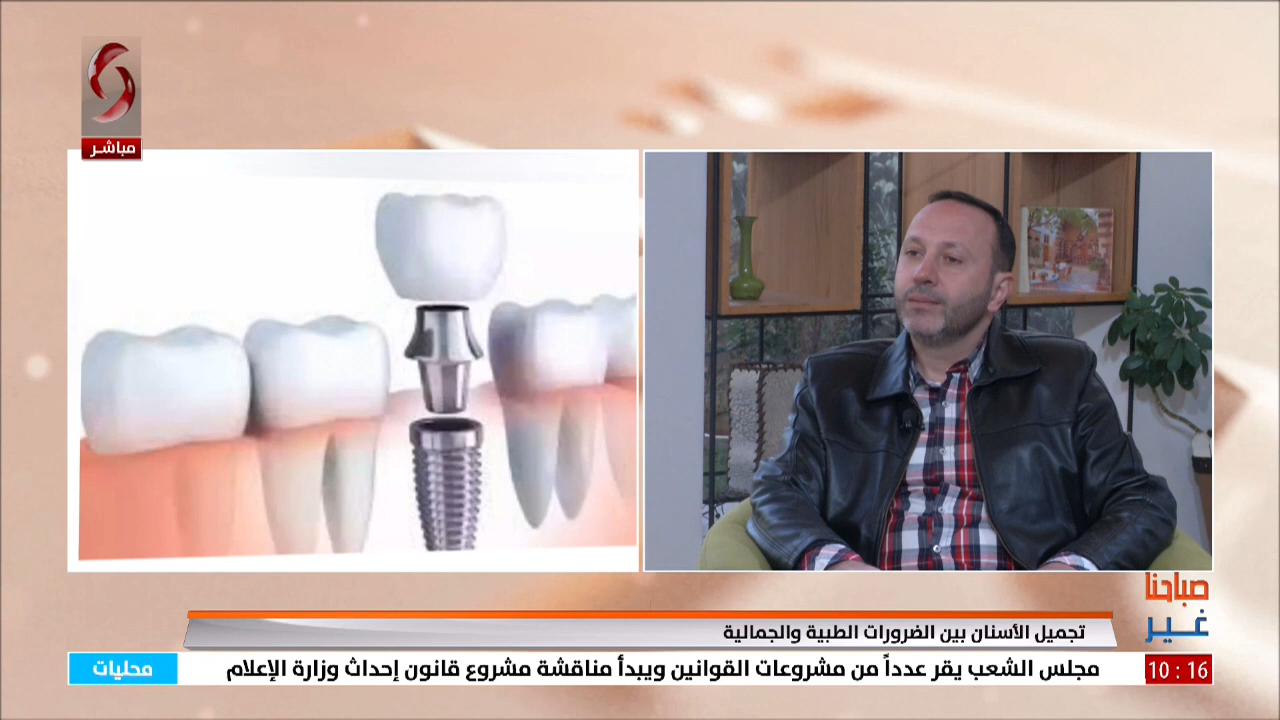 مباشر
صباحنا
غير
تجميل الأسنان بين الضرورات الطبية والجمالية
10 : 16
مجلس الشعب يقر عدداً من مشروعات القوانين ويبدأ مناقشة مشروع قانون إحداث وزارة الإعلام
محليات